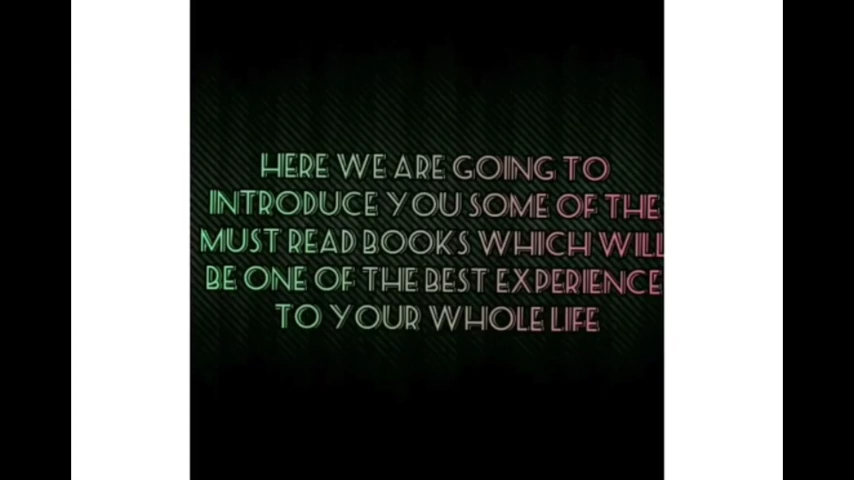 HERE WE ARE GOING TO
INTRODUCE YOU SOME OF THE
MUST READ BOOKS WHICH WILL
BE ONE OF THE BEST EXPERIENCE
TO YOUR WHOLE LIFE